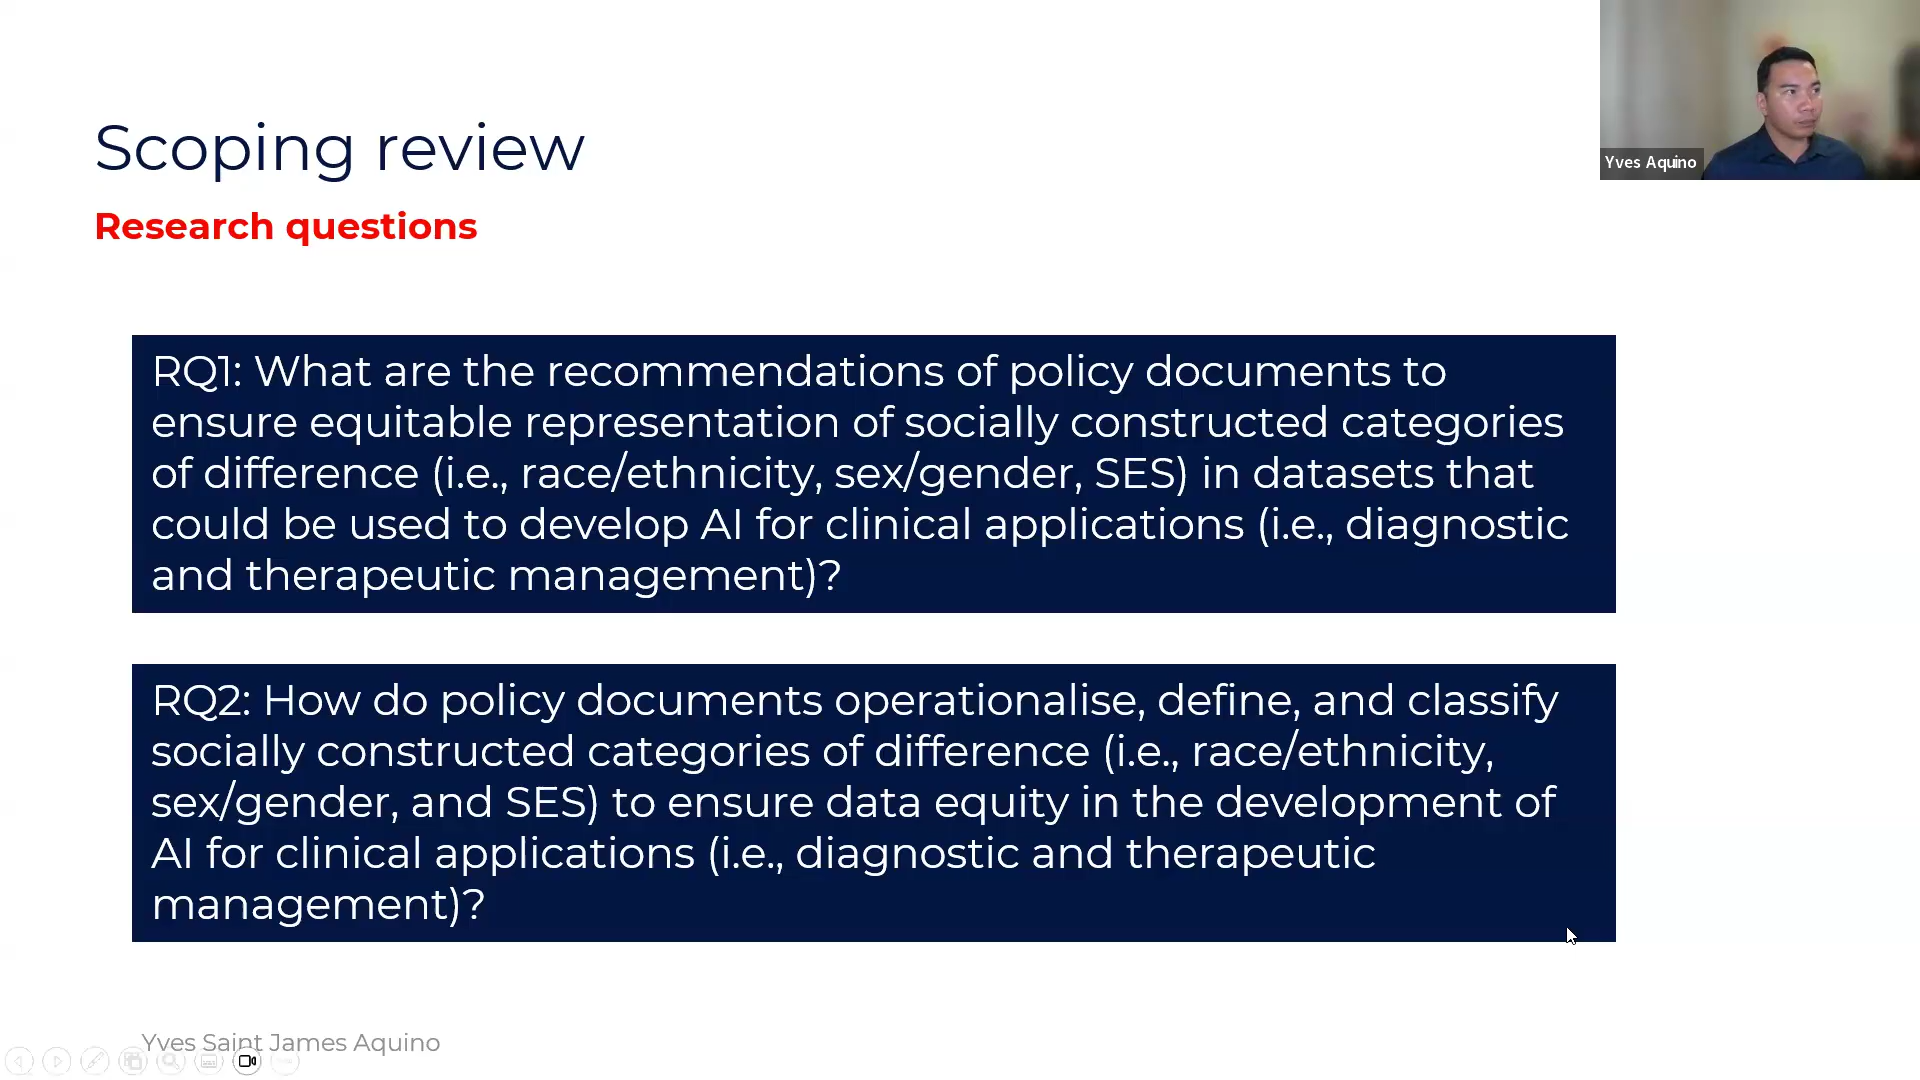 Scoping review
Research questions
Yves Aquino
RQ1: What are the recommendations of policy documents to
ensure equitable representation of socially constructed categories
of difference (i.e., race/ethnicity, sex/gender, SES) in datasets that
could be used to develop AI for clinical applications (i.e., diagnostic
and therapeutic management)?
RQ2: How do policy documents operationalise, define, and classify
socially constructed categories of difference (i.e., race/ethnicity,
sex/gender, and SES) to ensure data equity in the development of
AI for clinical applications (i.e., diagnostic and therapeutic
management)?
Yves Saint James Aquino